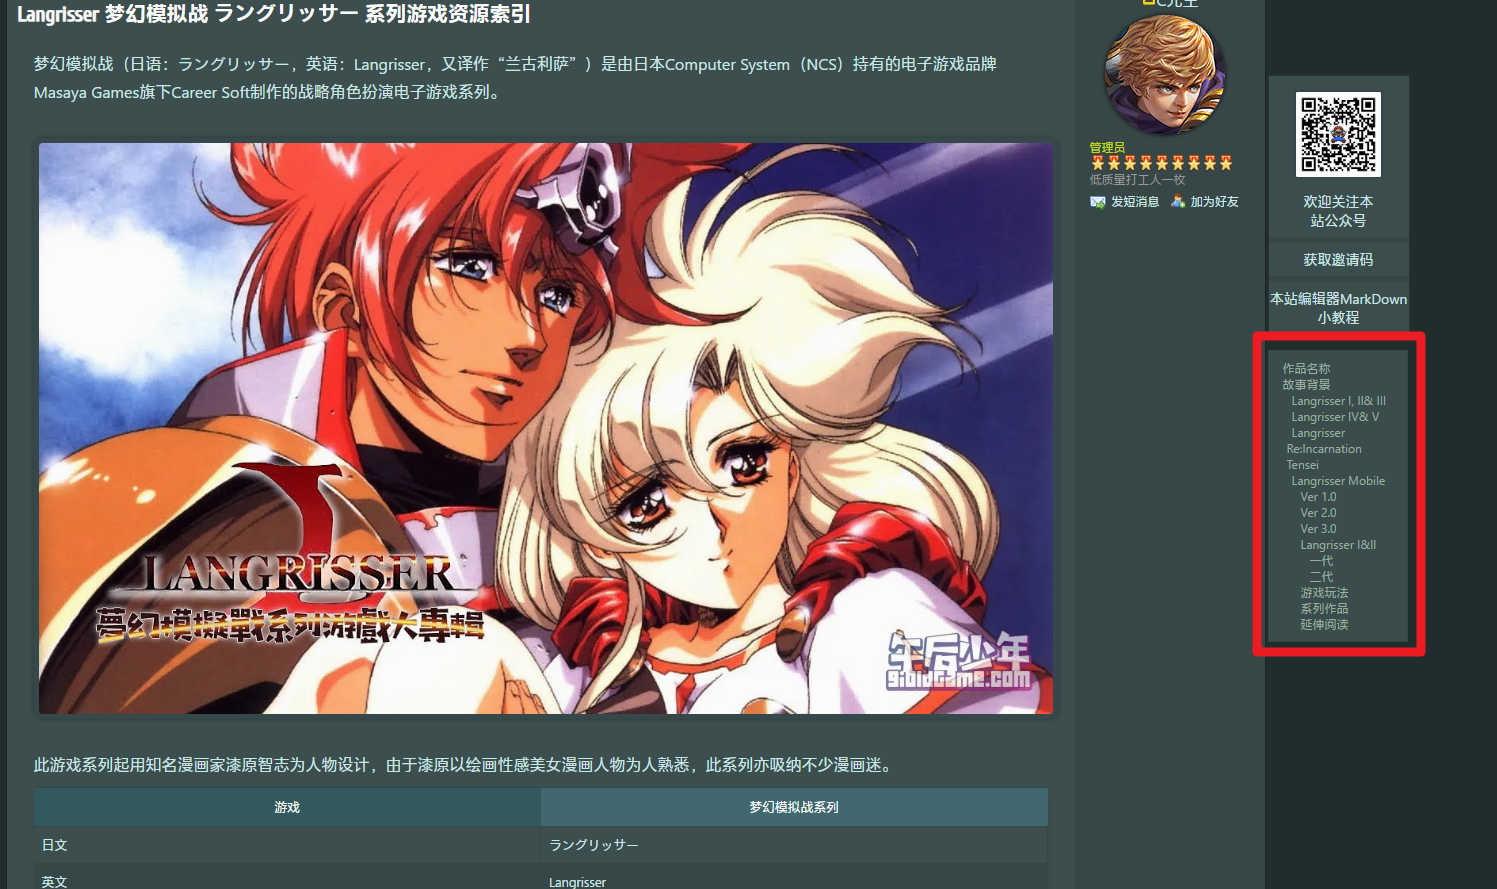 Langrisser 梦幻模拟战 ラングリッサー 系列游戏资源索引
梦幻模拟战（日语：ラングリッサー，英语：Langrisser，又译作“兰古利萨”）是由日本Computer System（NCS）持有的电子游戏品牌
Masaya Games旗下Career Soft制作的战略角色扮演电子游戏系列。
I
LANGRISSER
夢幻模擬戰系列游戲大專輯
午后少年
gibidgame.com
此游戏系列起用知名漫画家漆原智志为人物设计，由于漆原以绘画性感美女漫画人物为人熟悉，此系列亦吸纳不少漫画迷。
游戏 梦幻模拟战系列
日文 ラングリッサー
英文 Langrisser
管理员
低质量打工人一枚
发短消息 加为好友
欢迎关注本
站公众号
获取邀请码
本站编辑器MarkDown
小教程
作品名称
故事背景
Langrisser I, II& III
Langrisser IV& V
Langrisser
Re:Incarnation
Tensei
Langrisser Mobile
Ver 1.0
Ver 2.0
Ver 3.0
Langrisser I&II
一代
二代
游戏玩法
系列作品
延伸阅读